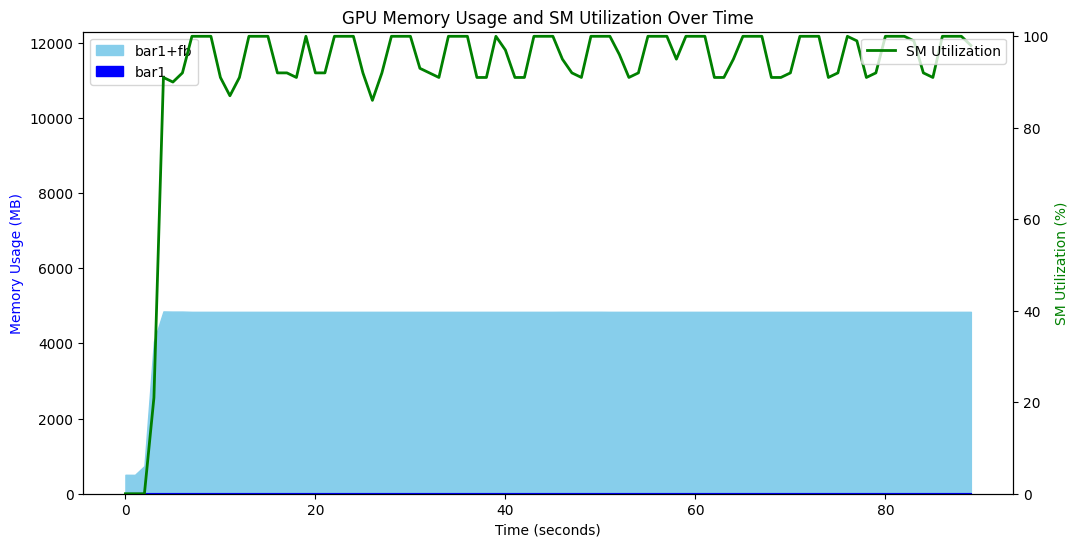 GPU Memory Usage and SM Utilization Over Time
bar1+fb
bar1
SM Utilization
12000
10000
8000
6000
4000
2000
0
Memory Usage (MB)
100
80
60
40
20
0
SM Utilization (%)
0 20 40 60 80
Time (seconds)